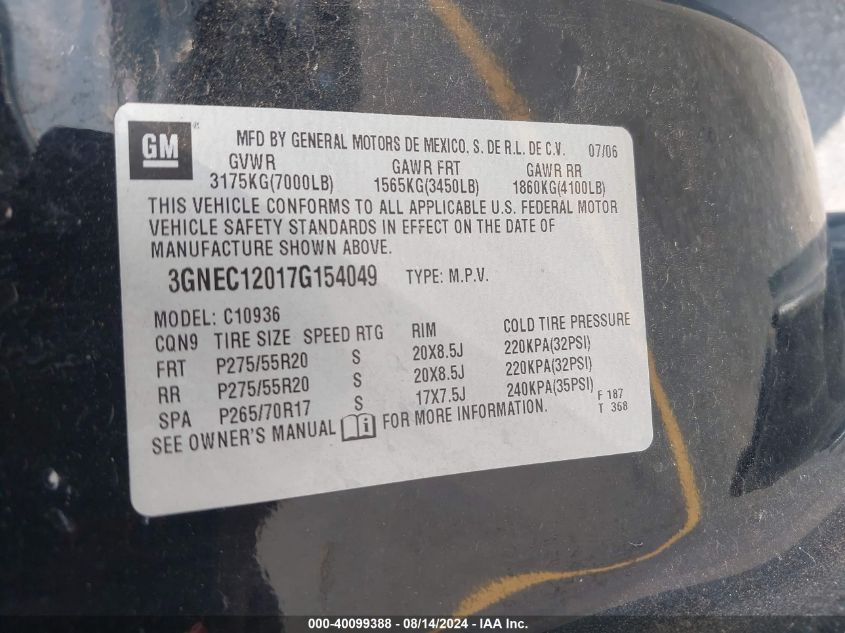 GM
MFD BY GENERAL MOTORS DE MEXICO, S. DE R.L. DE C.V. 07/06
GVWR GAWR FRT GAWR RR
3175KG(7000LB) 1565KG(3450LB) 1860KG(4100LB)
THIS VEHICLE CONFORMS TO ALL APPLICABLE U.S. FEDERAL MOTOR
VEHICLE SAFETY STANDARDS IN EFFECT ON THE DATE OF
MANUFACTURE SHOWN ABOVE.
3GNEC12017G154049 TYPE: M.P.V.
MODEL: C10936
CQN9 TIRE SIZE SPEED RTG RIM COLD TIRE PRESSURE
FRT P275/55R20 S 20X8.5J 220KPA(32PSI)
RR P275/55R20 S 20X8.5J 220KPA(32PSI)
SPA P265/70R17 S 17X7.5J 240KPA(35PSI) F 187
T 368
SEE OWNER'S MANUAL i FOR MORE INFORMATION.
000-40099388 - 08/14/2024 - IAA Inc.